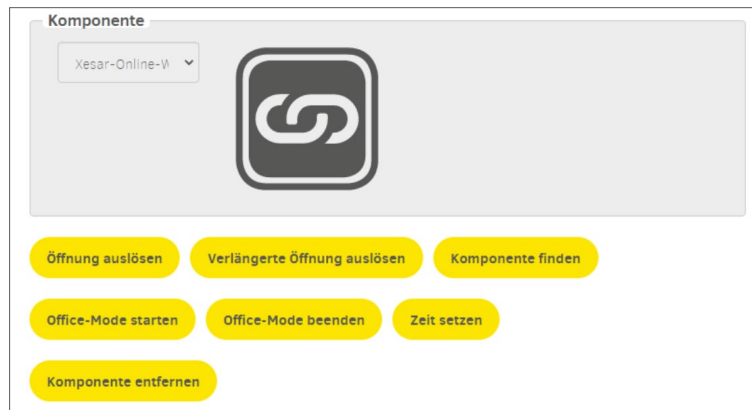 Komponente
Xesar-Online-W
Öffnung auslösen
Verlängerte Öffnung auslösen
Komponente finden
Office-Mode starten
Office-Mode beenden
Zeit setzen
Komponente entfernen